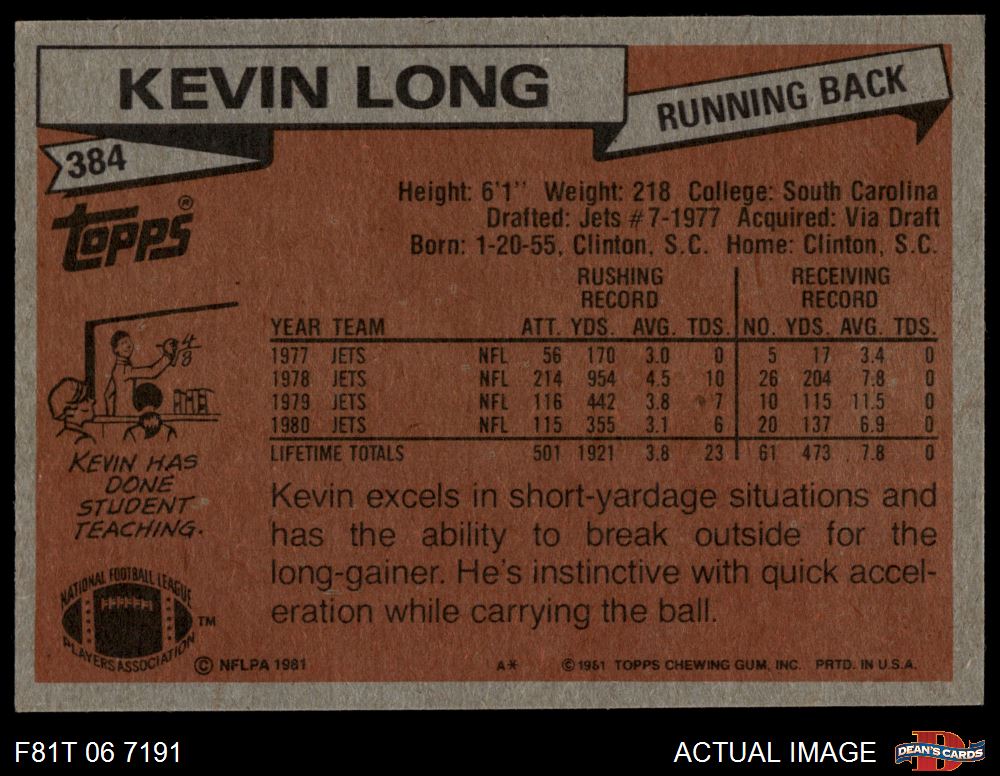 KEVIN LONG
RUNNING BACK
384
TOPPS®
Height: 6'1'' Weight: 218 College: South Carolina
Drafted: Jets #7-1977 Acquired: Via Draft
Born: 1-20-55, Clinton, S.C. Home: Clinton, S.C.
RUSHING RECORD RECEIVING RECORD
YEAR TEAM ATT. YDS. AVG. TDS. NO. YDS. AVG. TDS.
1977 JETS NFL 56 170 3.0 0 5 17 3.4 0
1978 JETS NFL 214 954 4.5 10 26 204 7.8 0
1979 JETS NFL 116 442 3.8 7 10 115 11.5 0
1980 JETS NFL 115 355 3.1 6 20 137 6.9 0
LIFETIME TOTALS 501 1921 3.8 23 61 473 7.8 0
4/8
KEVIN HAS
DONE
STUDENT
TEACHING.
Kevin excels in short-yardage situations and
has the ability to break outside for the
long-gainer. He's instinctive with quick accel-
eration while carrying the ball.
NATIONAL FOOTBALL LEAGUE
PLAYERS ASSOCIATION
TM
© NFLPA 1981
A*
©1981 TOPPS CHEWING GUM, INC. PRTD. IN U.S.A.
F81T 06 7191
ACTUAL IMAGE
DEAN'S CARDS